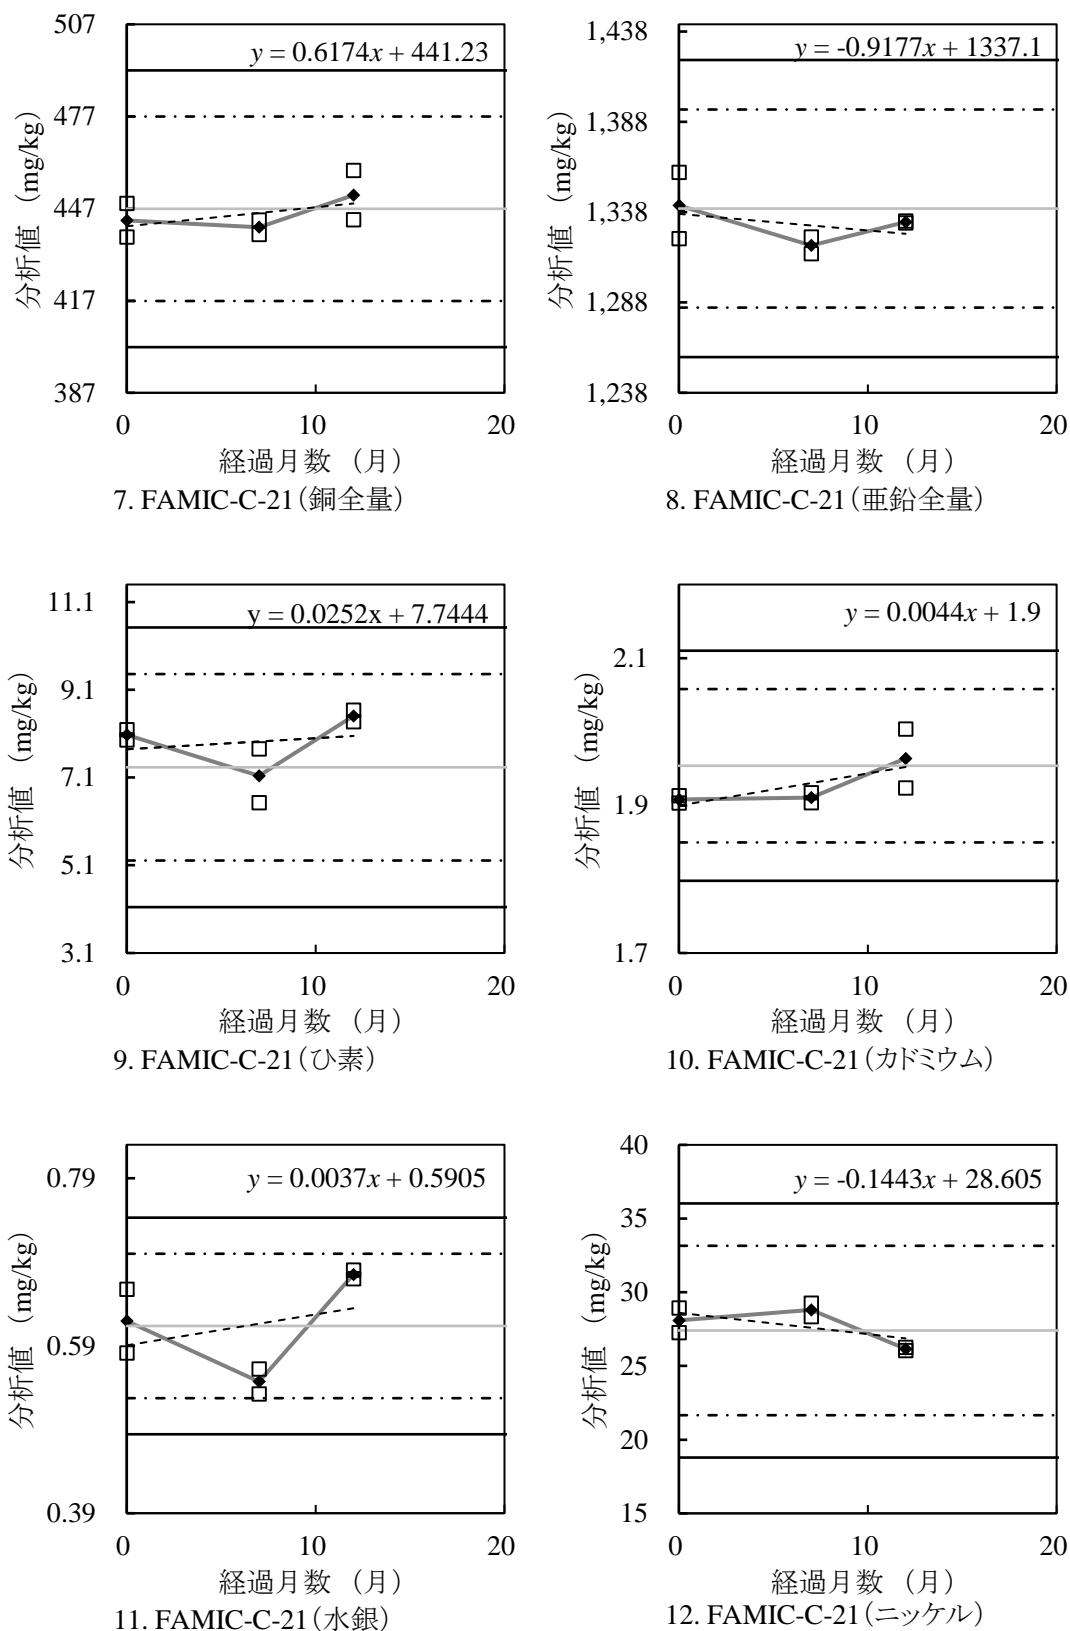 507
477
447
417
387
y = 0.6174x + 441.23
分析値 (mg/kg)
0 10 20
経過月数 (月)
7. FAMIC-C-21(銅全量)
1,438
1,388
1,338
1,288
1,238
y = -0.9177x + 1337.1
分析値 (mg/kg)
0 10 20
経過月数 (月)
8. FAMIC-C-21(亜鉛全量)
11.1
9.1
7.1
5.1
3.1
y = 0.0252x + 7.7444
分析値 (mg/kg)
0 10 20
経過月数 (月)
9. FAMIC-C-21(ひ素)
2.1
1.9
1.7
y = 0.0044x + 1.9
分析値 (mg/kg)
0 10 20
経過月数 (月)
10. FAMIC-C-21(カドミウム)
0.79
0.59
0.39
y = 0.0037x + 0.5905
分析値 (mg/kg)
0 10 20
経過月数 (月)
11. FAMIC-C-21(水銀)
40
35
30
25
20
15
y = -0.1443x + 28.605
分析値 (mg/kg)
0 10 20
経過月数 (月)
12. FAMIC-C-21(ニッケル)